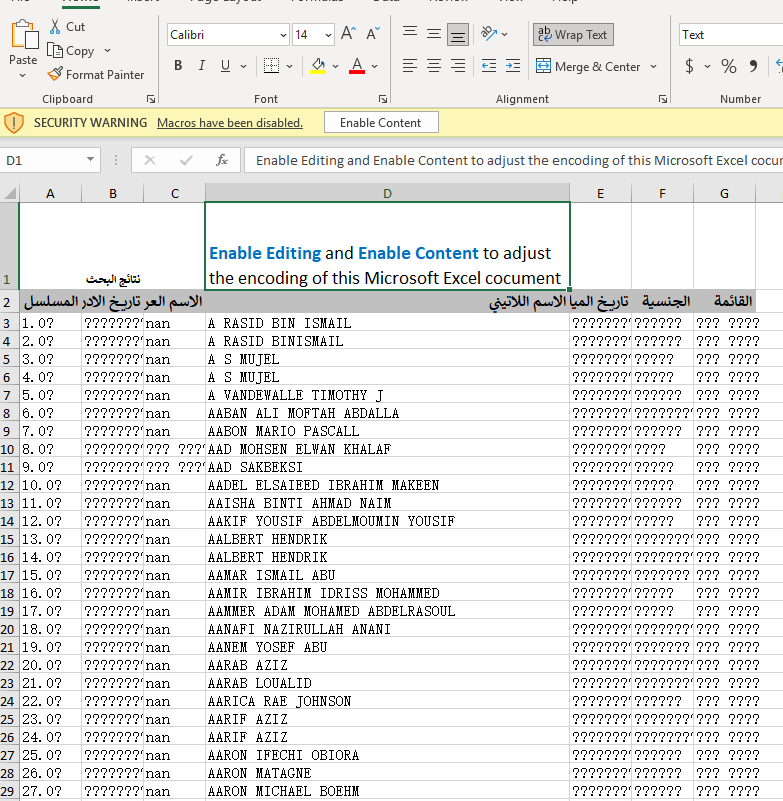 Cut
Copy
Paste
Format Painter
Clipboard
Calibri
14
B I U
Font
Wrap Text
Merge & Center
Alignment
Text
$ % 9
Number
SECURITY WARNING Macros have been disabled. Enable Content
D1 fx Enable Editing and Enable Content to adjust the encoding of this Microsoft Excel
A B C D E F G
نتائج البحث
Enable Editing and Enable Content to adjust
the encoding of this Microsoft Excel cocument
1
2 المسلسل تاريخ الادر الاسم العر الاسم اللاتيني تاريخ الميا الجنسية القائمة
3 1.0? ??????? nan A RASID BIN ISMAIL ??????? ?????? ??? ????
4 2.0? ??????? nan A RASID BINISMAIL ??????? ?????? ??? ????
5 3.0? ??????? nan A S MUJEL ??????? ????? ??? ????
6 4.0? ??????? nan A S MUJEL ??????? ????? ??? ????
7 5.0? ??????? nan A VANDEWALLE TIMOTHY J ??????? ?????? ??? ????
8 6.0? ??????? nan AABAN ALI MOFTAH ABDALLA ??????? ??????? ??? ????
9 7.0? ??????? nan AABON MARIO PASCALL ??????? ?????? ??? ????
10 8.0? ??????? ??? ??? AAD MOHSEN ELWAN KHALAF ??????? ???? ??? ????
11 9.0? ??????? ??? ??? AAD SAKBEKSI ??????? ????? ??? ????
12 10.0? ??????? nan AADEL ELSAIEED IBRAHIM MAKEEN ??????? ????? ??? ????
13 11.0? ??????? nan AAISHA BINTI AHMAD NAIM ??????? ?????? ??? ????
14 12.0? ??????? nan AAKIF YOUSIF ABDELMOUMIN YOUSIF ??????? ????? ??? ????
15 13.0? ??????? nan AALBERT HENDRIK ??????? ??????? ??? ????
16 14.0? ??????? nan AALBERT HENDRIK ??????? ??????? ??? ????
17 15.0? ??????? nan AAMAR ISMAIL ABU ??????? ??????? ??? ????
18 16.0? ??????? nan AAMIR IBRAHIM IDRISS MOHAMMED ??????? ????? ??? ????
19 17.0? ??????? nan AAMMER ADAM MOHAMED ABDELRASOUL ??????? ????? ??? ????
20 18.0? ??????? nan AANAFI NAZIRULLAH ANANI ??????? ??????? ??? ????
21 19.0? ??????? nan AANEM YOSEF ABU ??????? ??????? ??? ????
22 20.0? ??????? nan AARAB AZIZ ??????? ??????? ??? ????
23 21.0? ??????? nan AARAB LOUALID ??????? ??????? ??? ????
24 22.0? ??????? nan AARICA RAE JOHNSON ??????? ?????? ??? ????
25 23.0? ??????? nan AARIF AZIZ ??????? ??????? ??? ????
26 24.0? ??????? nan AARIF AZIZ ??????? ??????? ??? ????
27 25.0? ??????? nan AARON IFECHI OBIORA ??????? ?????? ??? ????
28 26.0? ??????? nan AARON MATAGNE ??????? ?????? ??? ????
29 27.0? ??????? nan AARON MICHAEL BOEHM ??????? ?????? ??? ????